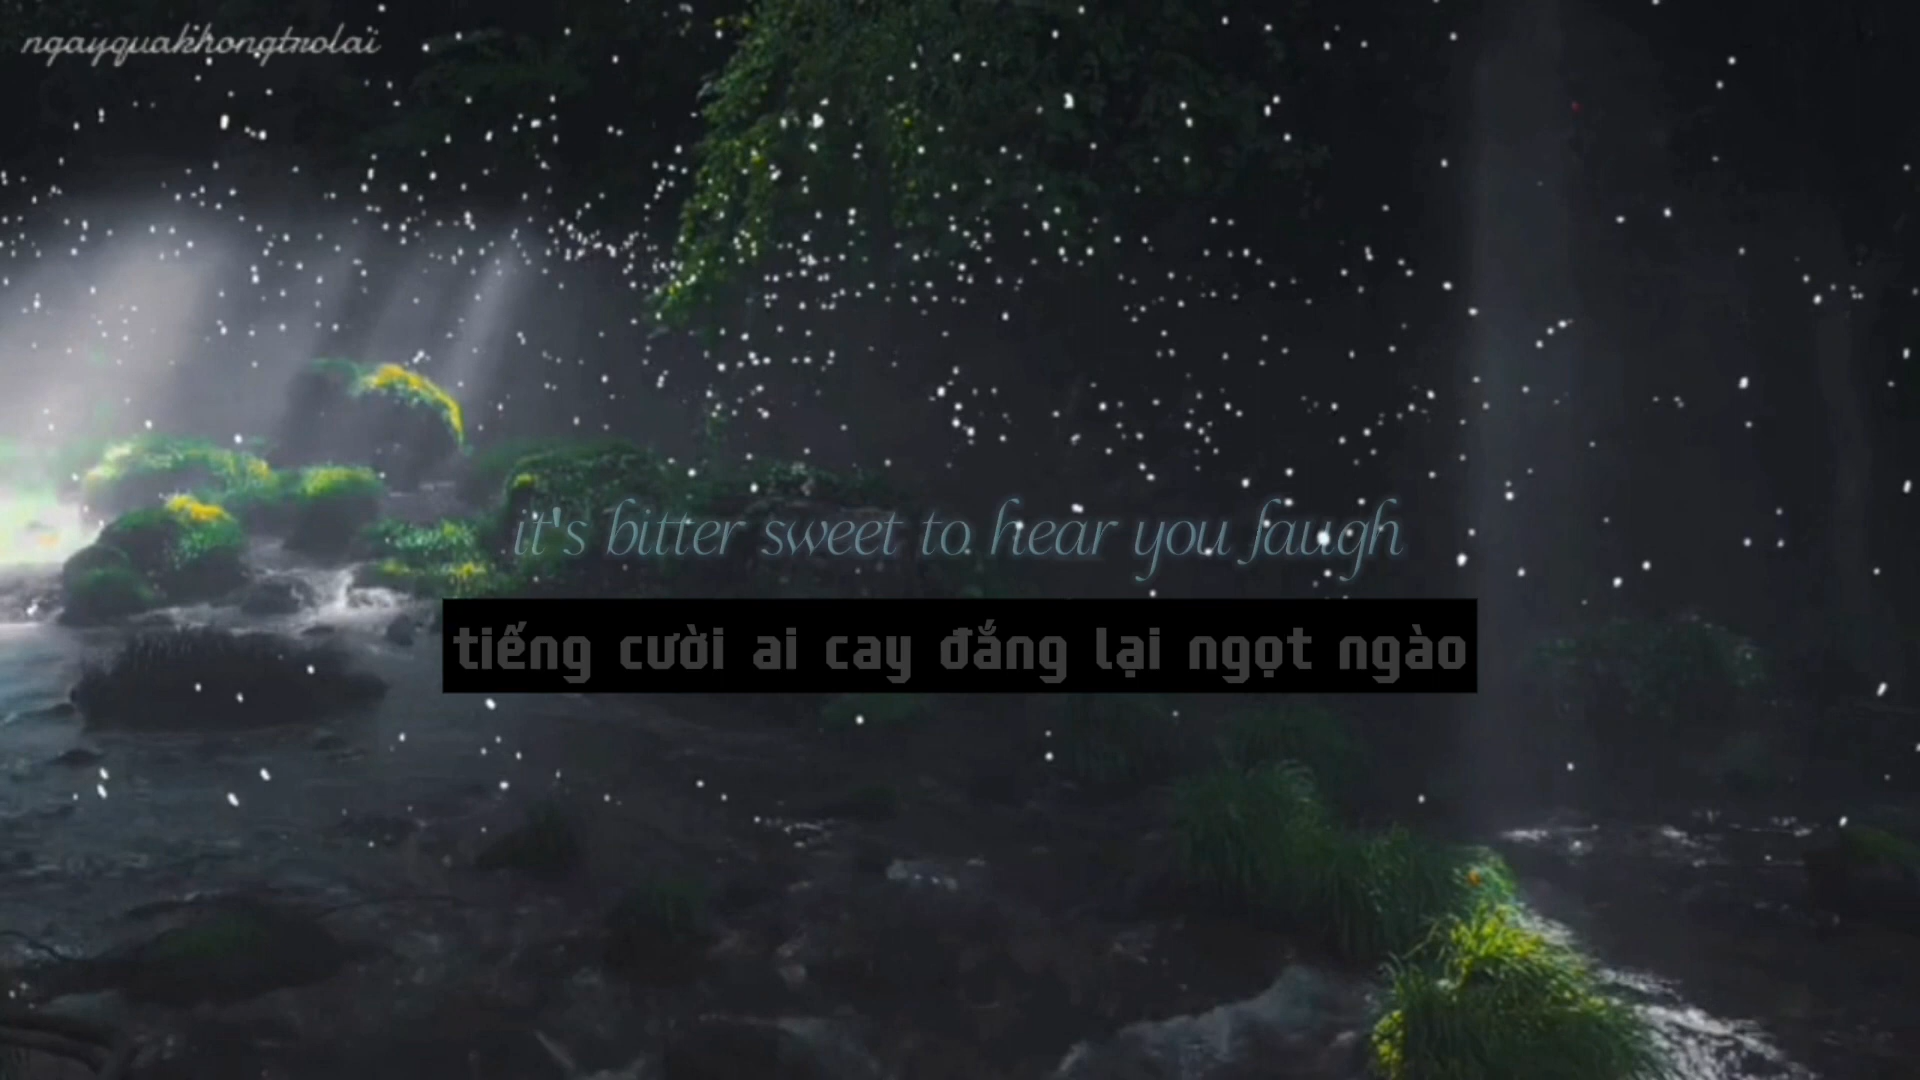 ngayquakhongtrolai
it's bitter sweet to hear you laugh
tiếng cười ai cay đắng lại ngọt ngào